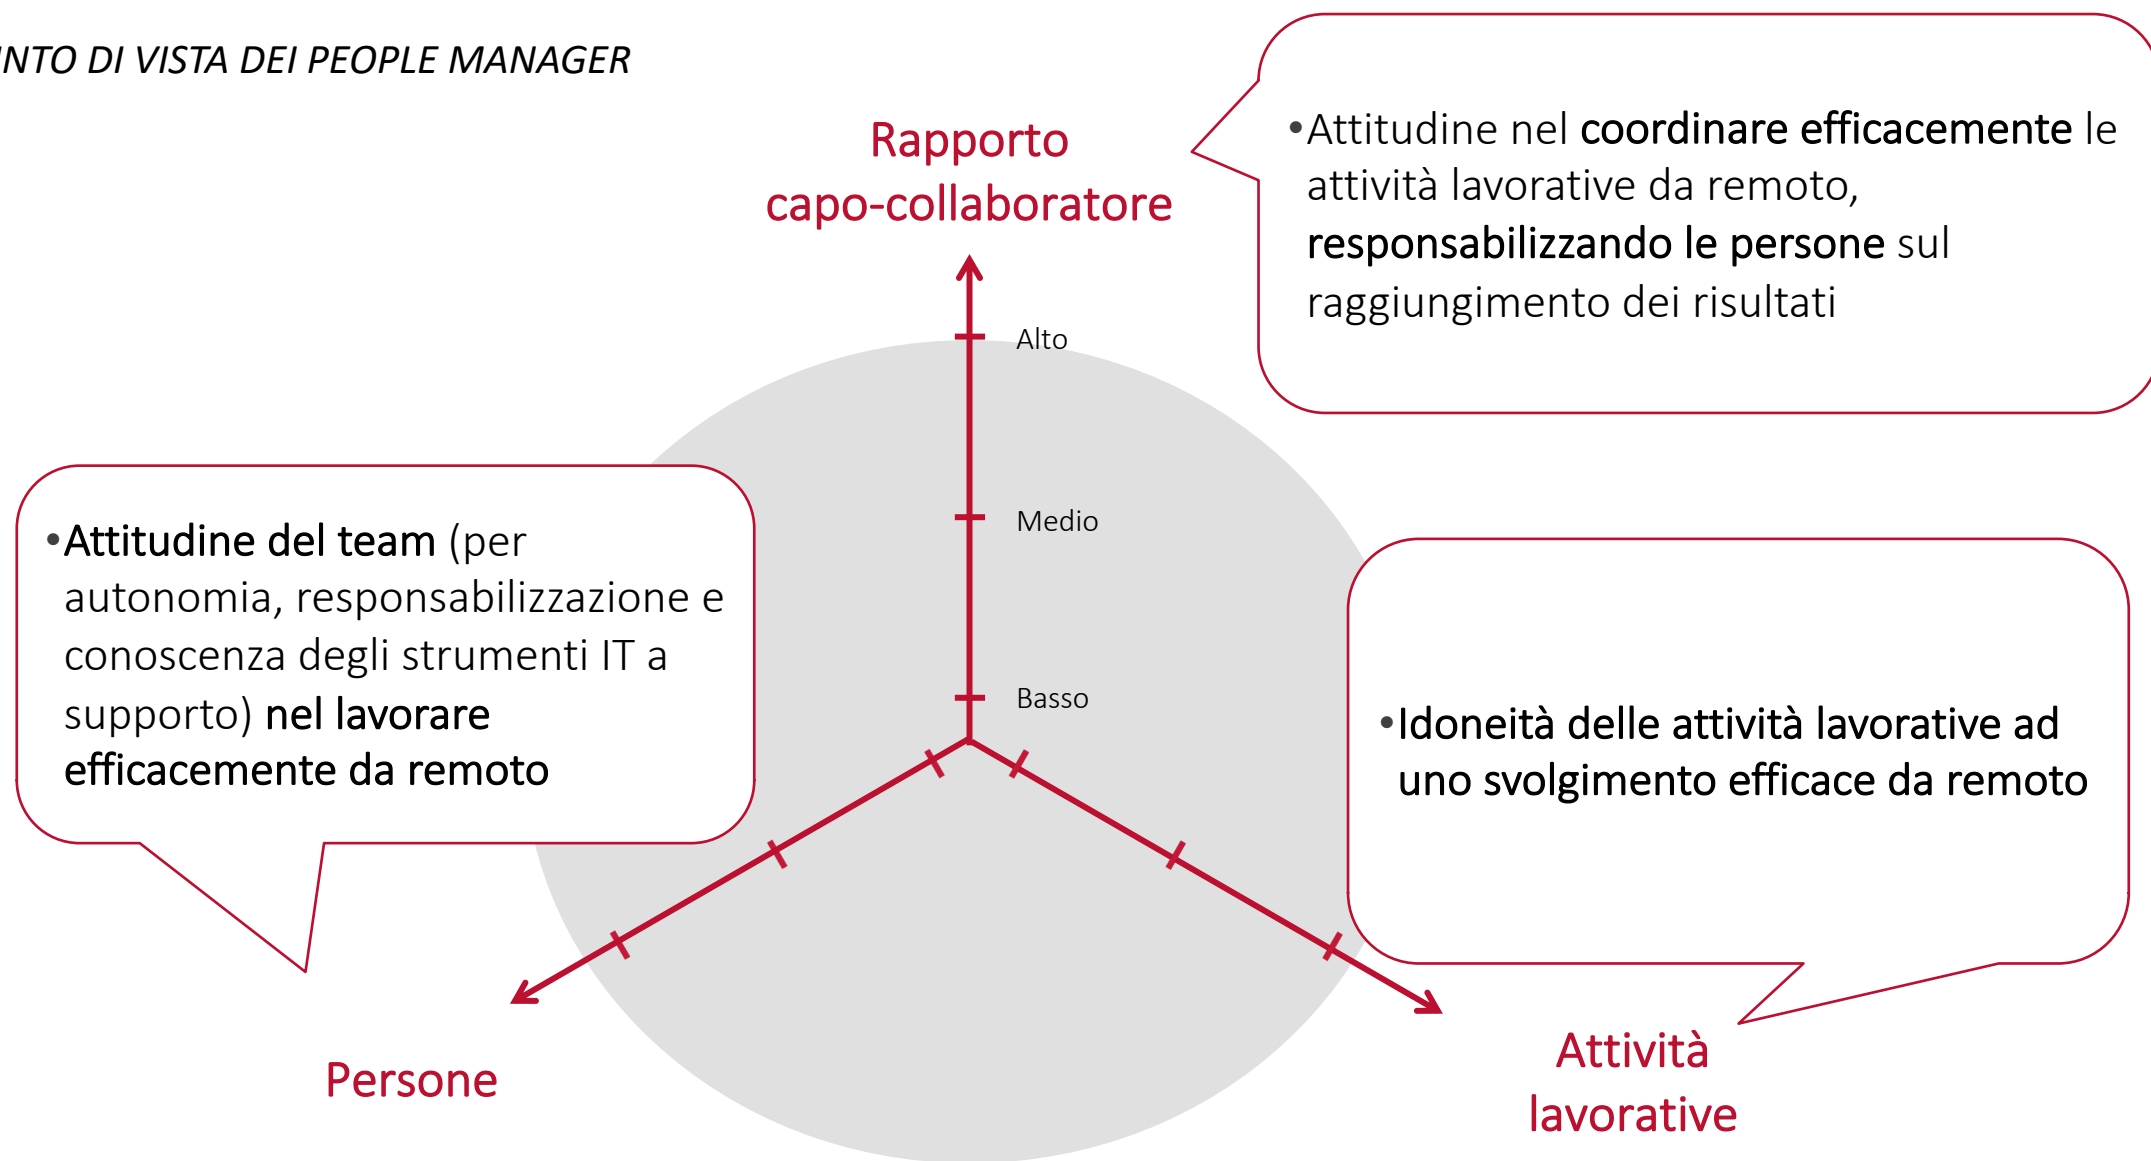 NTO DI VISTA DEI PEOPLE MANAGER
Rapporto
capo-collaboratore
•Attitudine nel coordinare efficacemente le
attività lavorative da remoto,
responsabilizzando le persone sul
raggiungimento dei risultati
Alto
Medio
Basso
•Attitudine del team (per
autonomia, responsabilizzazione e
conoscenza degli strumenti IT a
supporto) nel lavorare
efficacemente da remoto
•Idoneità delle attività lavorative ad
uno svolgimento efficace da remoto
Persone
Attività
lavorative